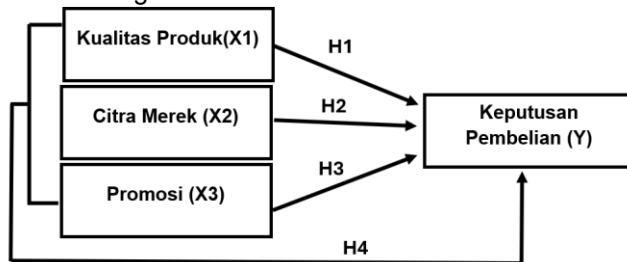 Kualitas Produk(X1)
H1
Citra Merek (X2)
H2
Keputusan
Pembelian (Y)
Promosi (X3)
H3
H4